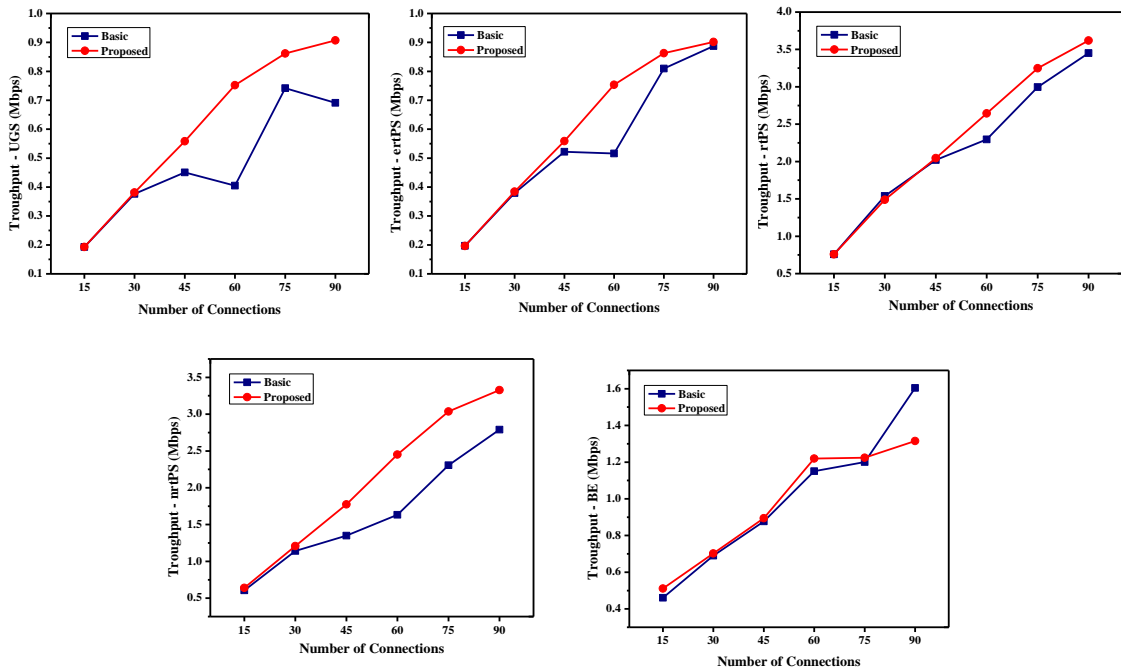 Troughput - UGS (Mbps)
1.0
0.9
0.8
0.7
0.6
0.5
0.4
0.3
0.2
0.1
Basic
Proposed
15 30 45 60 75 90
Number of Connections
Troughput - ertPS (Mbps)
1.0
0.9
0.8
0.7
0.6
0.5
0.4
0.3
0.2
0.1
Basic
Proposed
15 30 45 60 75 90
Number of Connections
Troughput - rtPS (Mbps)
4.0
3.5
3.0
2.5
2.0
1.5
1.0
0.5
Basic
Proposed
15 30 45 60 75 90
Number of Connections
Troughput - nrtPS (Mbps)
3.5
3.0
2.5
2.0
1.5
1.0
0.5
Basic
Proposed
15 30 45 60 75 90
Number of Connections
Troughput - BE (Mbps)
1.6
1.4
1.2
1.0
0.8
0.6
0.4
Basic
Proposed
15 30 45 60 75 90
Number of Connections